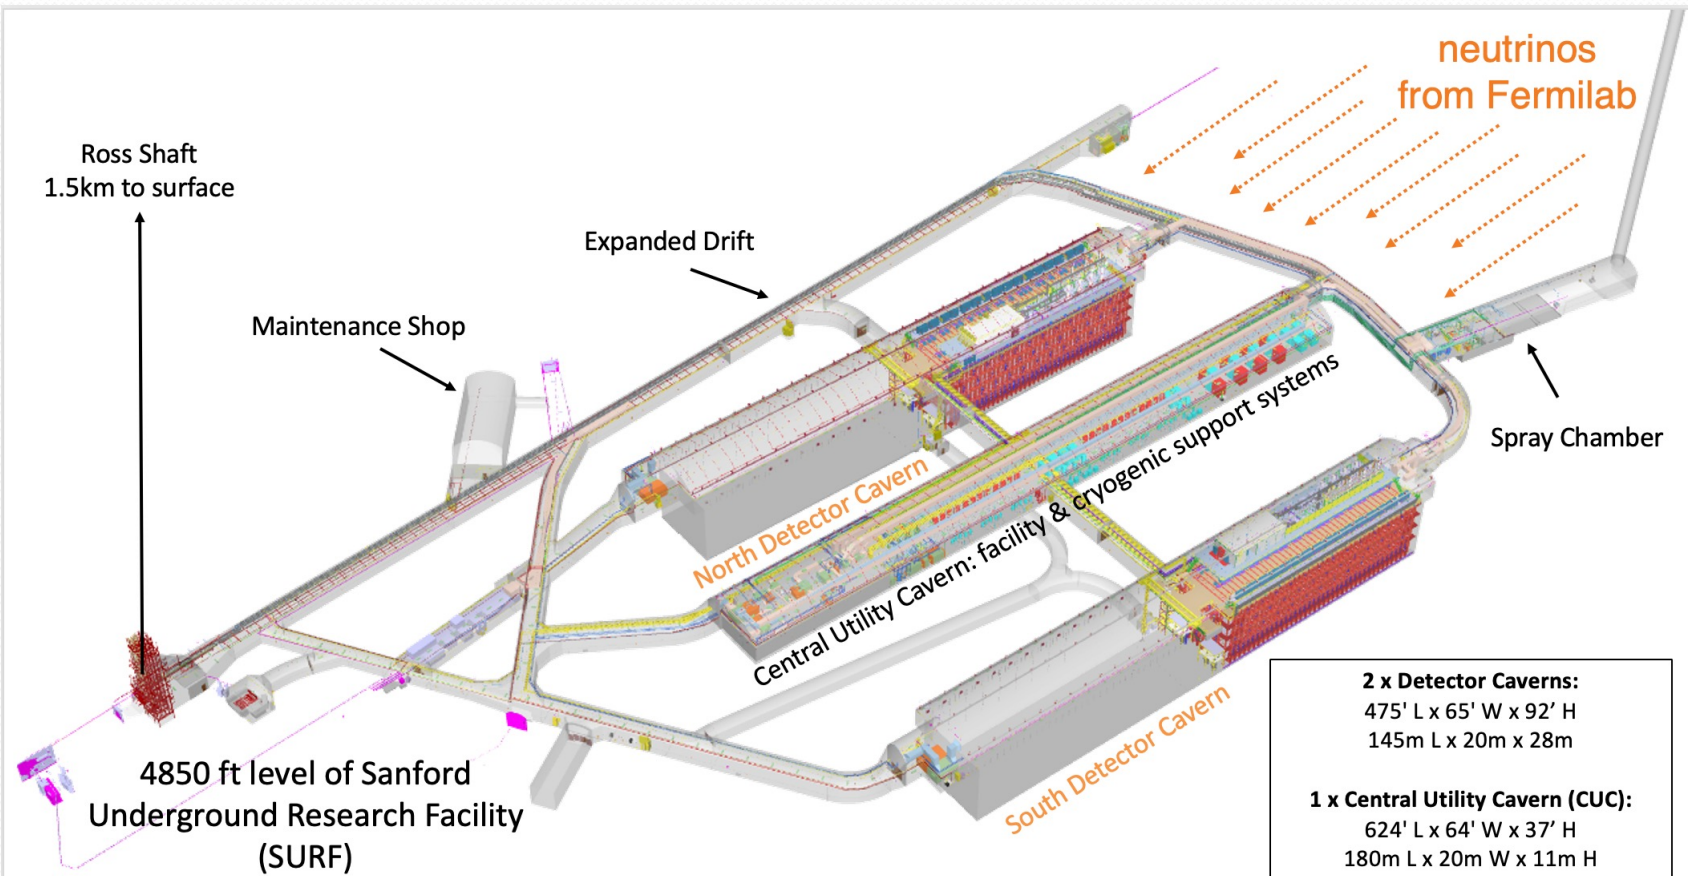 neutrinos
from Fermilab
Ross Shaft
1.5km to surface
Expanded Drift
Maintenance Shop
Spray Chamber
North Detector Cavern
Central Utility Cavern: facility & cryogenic support systems
South Detector Cavern
4850 ft level of Sanford
Underground Research Facility
(SURF)
2 x Detector Caverns:
475' L x 65' W x 92’ H
145m L x 20m x 28m
1 x Central Utility Cavern (CUC):
624' L x 64' W x 37’ H
180m L x 20m W x 11m H